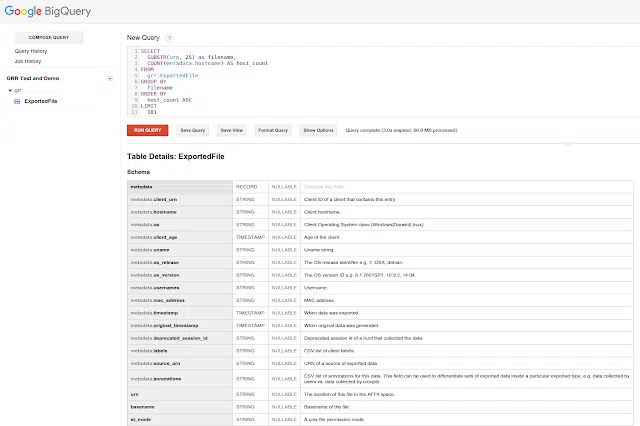 Google BigQuery
COMPOSE QUERY
Query History
Job History
GRR Test and Demo
grr
ExportedFile
New Query ?
1 SELECT
2 SUBSTR(urn, 25) as filename,
3 COUNT(metadata.hostname) AS host_count
4 FROM
5 grr.ExportedFile
6 GROUP BY
7 filename
8 ORDER BY
9 host_count ASC
10 LIMIT
11 101
RUN QUERY Save Query Save View Format Query Show Options Query complete (3.0s elapsed, 66.9 MB processed)
Table Details: ExportedFile
Schema
metadata RECORD NULLABLE Describe this field
metadata.client_urn STRING NULLABLE Client ID of a client that contains this entry.
metadata.hostname STRING NULLABLE Client hostname.
metadata.os STRING NULLABLE Client Operating System class (Windows|Darwin|Linux)
metadata.client_age TIMESTAMP NULLABLE Age of the client
metadata.uname STRING NULLABLE Uname string
metadata.os_release STRING NULLABLE The OS release identifier e.g. 7, OSX, debian.
metadata.os_version STRING NULLABLE The OS version ID e.g. 6.1.7601SP1, 10.9.2, 14.04.
metadata.usernames STRING NULLABLE Username.
metadata.mac_address STRING NULLABLE MAC address.
metadata.timestamp TIMESTAMP NULLABLE When data was exported.
metadata.original_timestamp TIMESTAMP NULLABLE When original data was generated.
metadata.deprecated_session_id STRING NULLABLE Deprecated session id of a hunt that collected the data.
metadata.labels STRING NULLABLE CSV list of client labels.
metadata.source_urn STRING NULLABLE URN of a source of exported data.
metadata.annotations STRING NULLABLE CSV list of annotations for this data. This field can be used to differentiate sets of exported data inside a particular exported type, e.g. data collected by
users vs. data collected by cronjob.
urn STRING NULLABLE The location of this file in the AFF4 space.
basename STRING NULLABLE Basename of the file.
st_mode STRING NULLABLE A unix file permission mode.